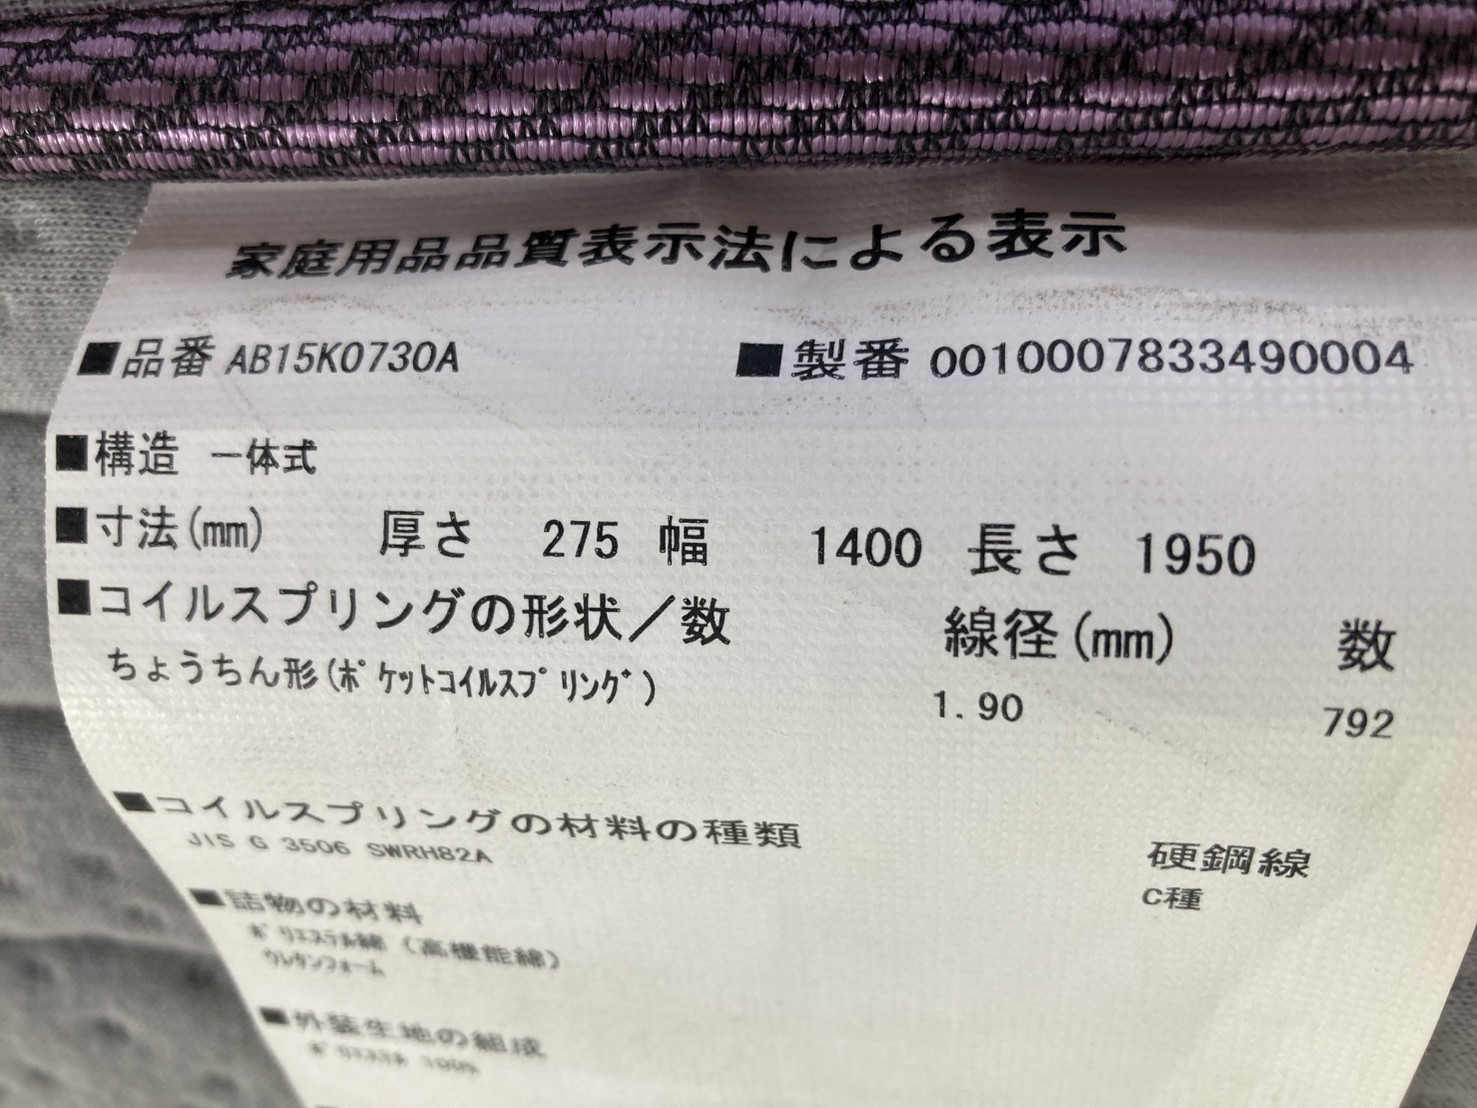 家庭用品品質表示法による表示
■品番 AB15K0730A ■製番 0010007833490004
■構造 一体式
■寸法(mm) 厚さ 275 幅 1400 長さ 1950
■コイルスプリングの形状／数 線径(mm) 数
ちょうちん形(ﾎﾟｹｯﾄｺｲﾙｽﾌﾟﾘﾝｸﾞ) 1.90 792
■コイルスプリングの材料の種類 硬鋼線
JIS G 3506 SWRH82A C種
■詰物の材料
ﾎﾟﾘｴｽﾃﾙ綿 (高機能綿)
ｳﾚﾀﾝﾌｫｰﾑ
■外装生地の組成
ﾎﾟﾘｴｽﾃﾙ 100%